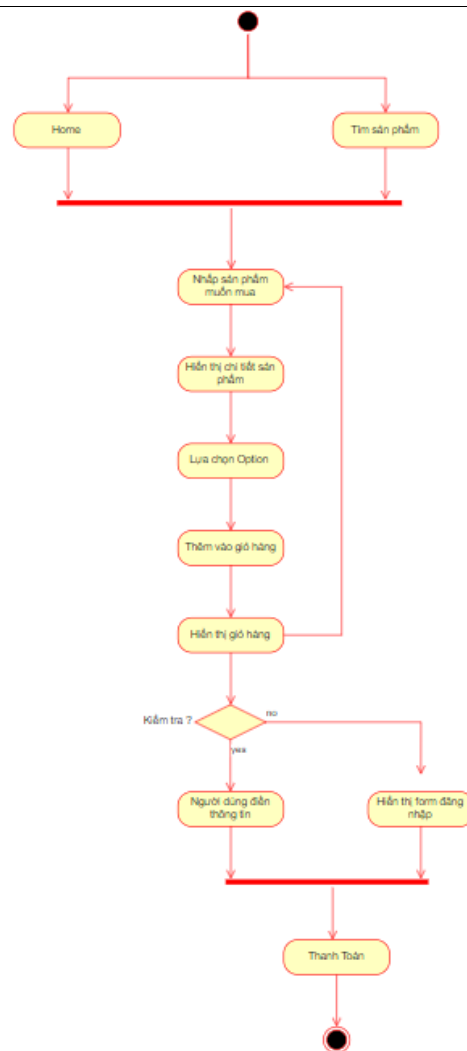 Home
Tìm sản phẩm
Nhấp sản phẩm
muốn mua
Hiển thị chi tiết sản
phẩm
Lựa chọn Option
Thêm vào giỏ hàng
Hiển thị giỏ hàng
Kiểm tra ?
no
yes
Người dùng điền
thông tin
Hiển thị form đăng
nhập
Thanh Toán